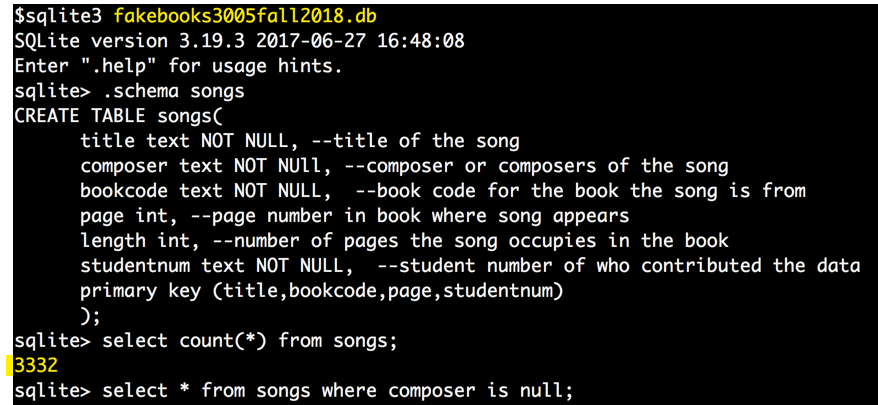 $sqlite3 fakebooks3005fall2018.db
SQLite version 3.19.3 2017-06-27 16:48:08
Enter ".help" for usage hints.
sqlite> .schema songs
CREATE TABLE songs(
title text NOT NULL, --title of the song
composer text NOT NUll, --composer or composers of the song
bookcode text NOT NULL,  --book code for the book the song is from
page int, --page number in book where song appears
length int, --number of pages the song occupies in the book
studentnum text NOT NULL,  --student number of who contributed the data
primary key (title,bookcode,page,studentnum)
);
sqlite> select count(*) from songs;
3332
sqlite> select * from songs where composer is null;